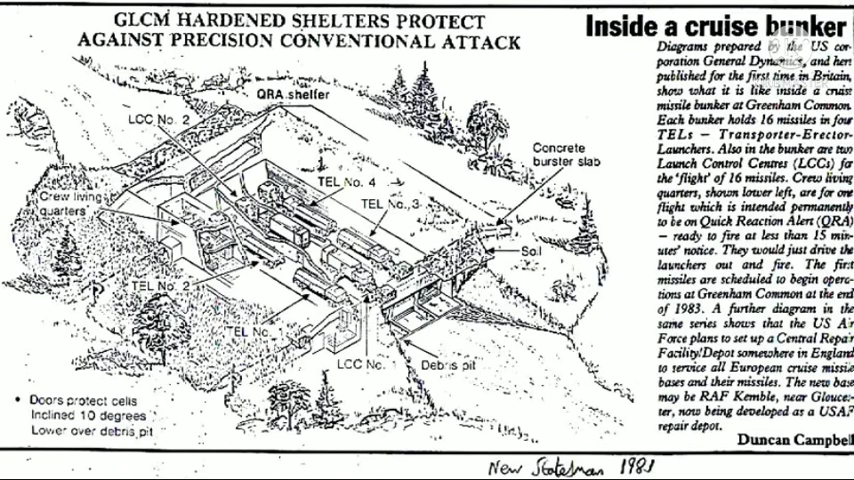 GLCM HARDENED SHELTERS PROTECT
AGAINST PRECISION CONVENTIONAL ATTACK
QRA shelter
LCC No. 2
Concrete
burster slab
TEL No. 4
TEL No. 3
Crew living
quarters
Soil
TEL No. 2
TEL No.
LCC No.
Debris pit
• Doors protect cells
Inclined 10 degrees
Lower over debris pit
Inside a cruise bunker
Diagrams prepared by the US cor-
poration General Dynamics, and here
published for the first time in Britain,
show what it is like inside a cruise
missile bunker at Greenham Common.
Each bunker holds 16 missiles in four
TELs — Transporter-Erector-
Launchers. Also in the bunker are two
Launch Control Centres (LCCs) for
the 'flight' of 16 missiles. Crew living
quarters, shown lower left, are for one
flight which is intended permanently
to be on Quick Reaction Alert (QRA)
— ready to fire at less than 15 min-
utes' notice. They would just drive the
launchers out and fire. The first
missiles are scheduled to begin opera-
tions at Greenham Common at the end
of 1983. A further diagram in the
same series shows that the US Air
Force plans to set up a Central Repair
Facility/Depot somewhere in England
to service all European cruise missile
bases and their missiles. The new base
may be RAF Kemble, near Glouces-
ter, now being developed as a USAF
repair depot.
Duncan Campbell
New Statesman 1981